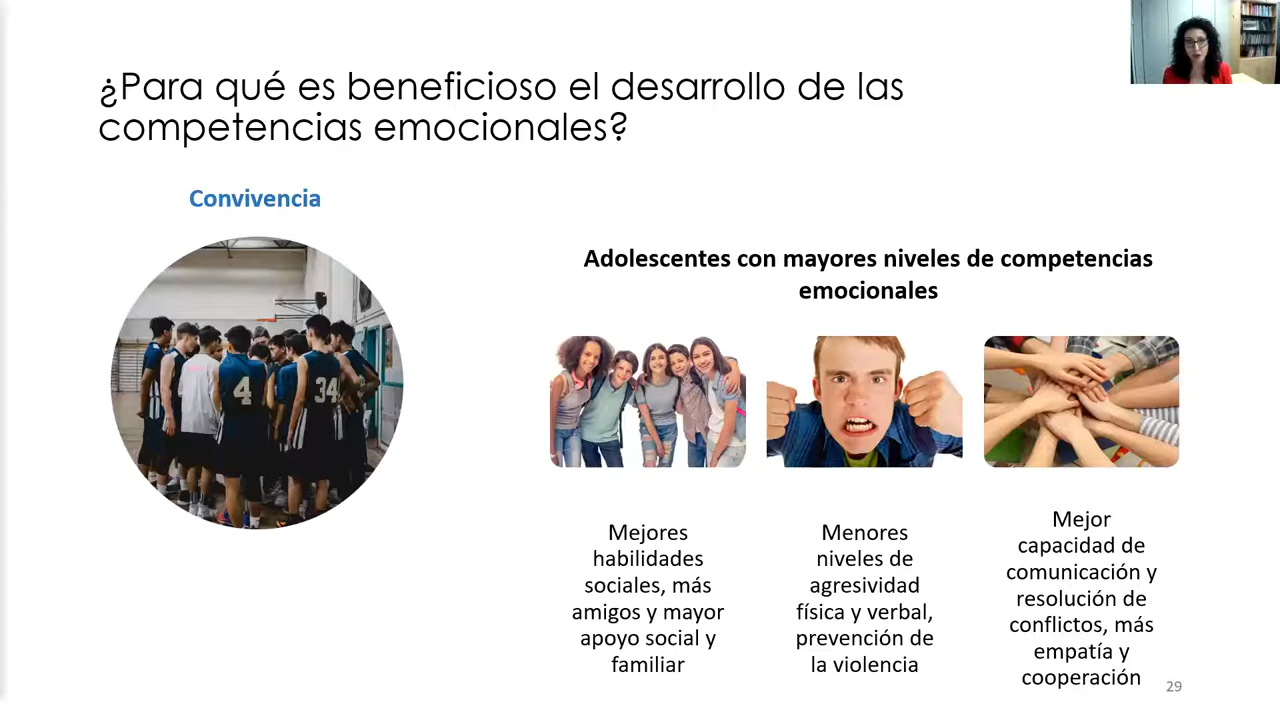 ¿Para qué es beneficioso el desarrollo de las
competencias emocionales?
Convivencia
4
34
Adolescentes con mayores niveles de competencias
emocionales
Mejores
habilidades
sociales, más
amigos y mayor
apoyo social y
familiar
Menores
niveles de
agresividad
física y verbal,
prevención de
la violencia
Mejor
capacidad de
comunicación y
resolución de
conflictos, más
empatía y
cooperación
29